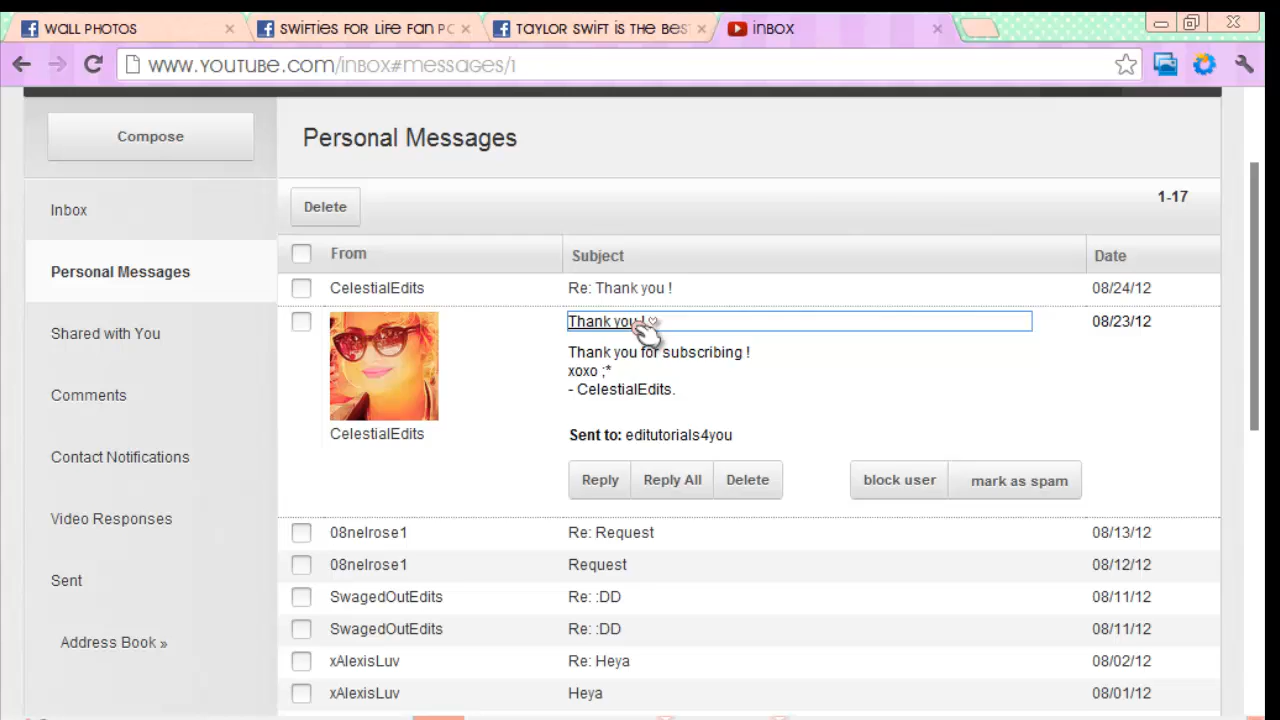 WALL PHOTOS
SWIFTIES FOR LIFE FAN PC
TAYLOR SWIFT IS THE BES
INBOX
www.youtube.com/inbox#messages/1
Compose
Personal Messages
Inbox
Delete
1-17
From Subject Date
Personal Messages
CelestialEdits Re: Thank you ! 08/24/12
Thank you ! ♡ 08/23/12
Shared with You
Thank you for subscribing !
xoxo ;*
- CelestialEdits.
Comments
CelestialEdits
Sent to: editutorials4you
Contact Notifications
Reply Reply All Delete block user mark as spam
Video Responses
08nelrose1 Re: Request 08/13/12
08nelrose1 Request 08/12/12
Sent
SwagedOutEdits Re: :DD 08/11/12
SwagedOutEdits Re: :DD 08/11/12
Address Book »
xAlexisLuv Re: Heya 08/02/12
xAlexisLuv Heya 08/01/12